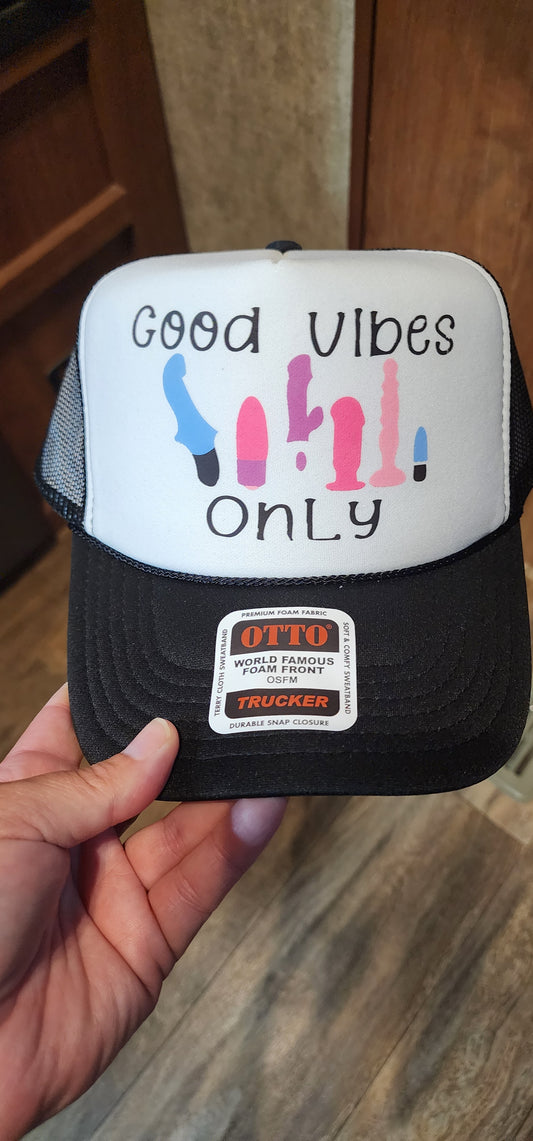 Good Vibes
Only
PREMIUM FOAM FABRIC
TERRY CLOTH SWEATBAND
OTTO®
WORLD FAMOUS
FOAM FRONT
OSFM
TRUCKER
SOFT & COMFY SWEATBAND
DURABLE SNAP CLOSURE